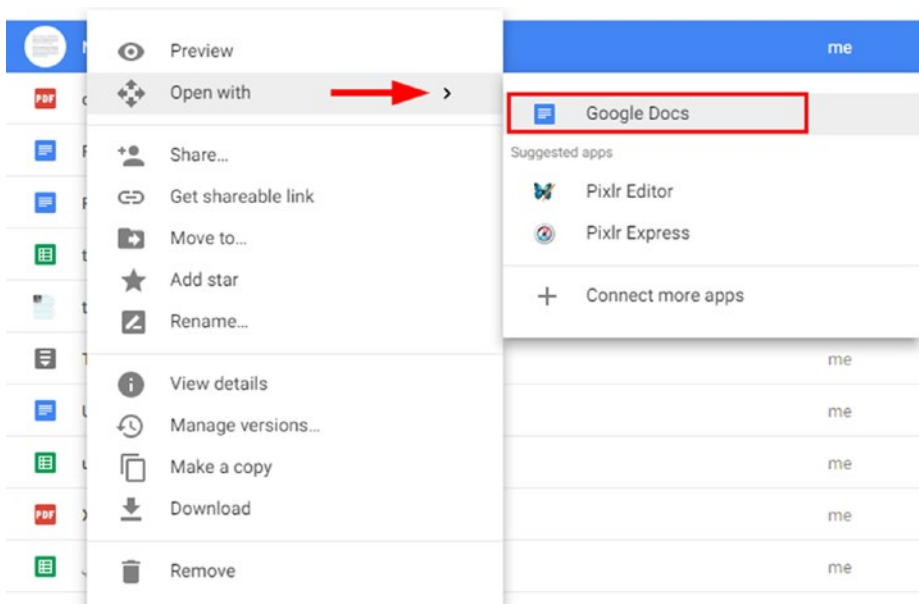 me
Preview
Open with
Google Docs
Suggested apps
Pixlr Editor
Pixlr Express
Connect more apps
Share...
Get shareable link
Move to...
Add star
Rename...
View details
Manage versions...
Make a copy
Download
Remove
PDF
me
me
me
PDF
me
me